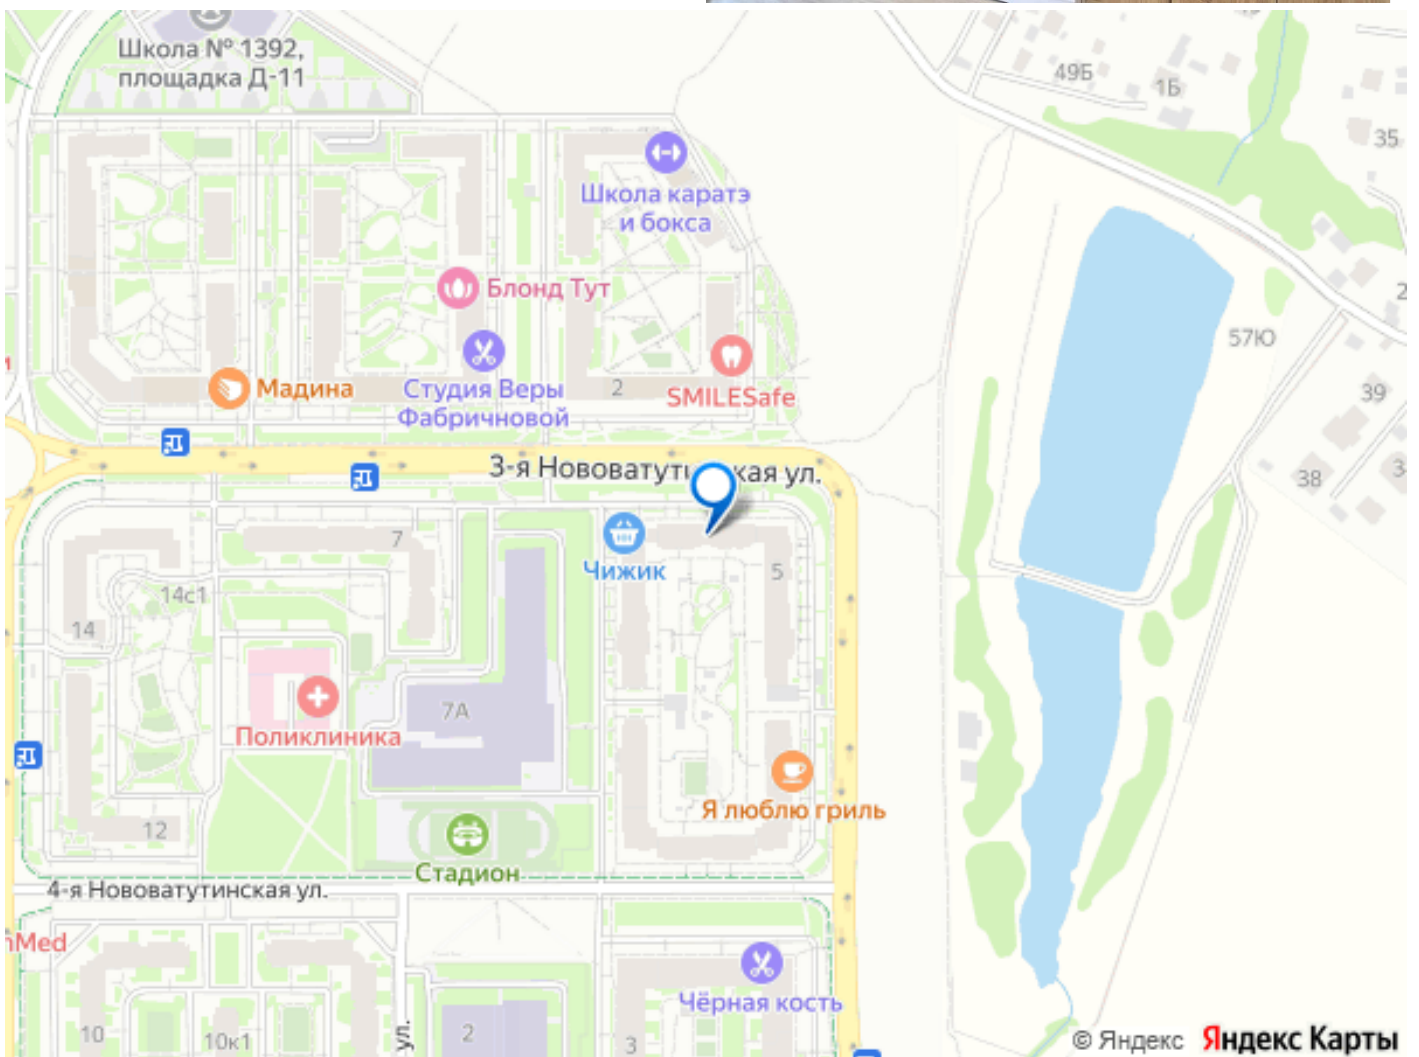 Школа № 1392,
площадка Д-11
49Б
1Б
35
Школа каратэ
и бокса
Блонд Тут
57Ю
Мадина
Студия Веры
Фабричновой
2
SMILESafe
39
38
3-я Нововатутинская ул.
7
Чижик
5
14с1
14
7А
Поликлиника
12
Я люблю гриль
Стадион
4-я Нововатутинская ул.
Чёрная кость
10
10к1
ул.
2
3
© Яндекс Яндекс Карты